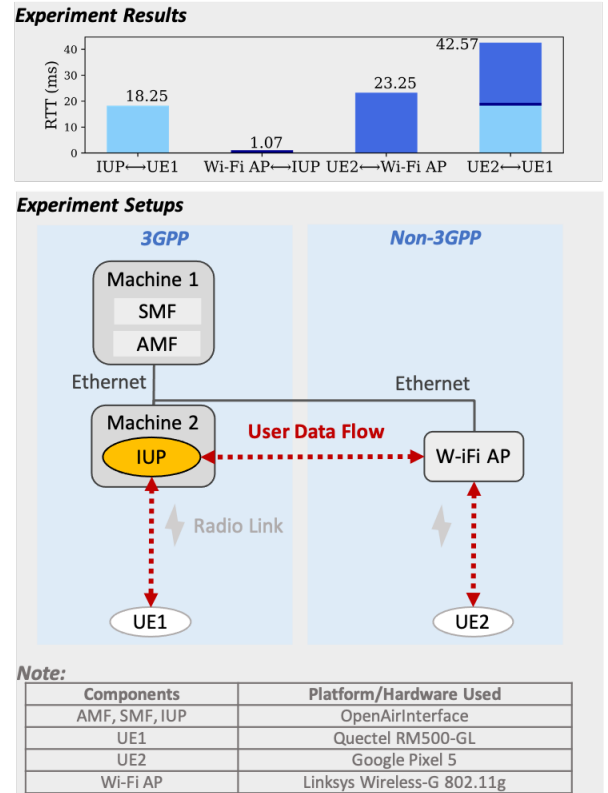 Experiment Results
RTT (ms)
40
30
20
10
0
18.25
1.07
23.25
42.57
IUP⟷UE1
Wi-Fi AP⟷IUP
UE2⟷Wi-Fi AP
UE2⟷UE1
Experiment Setups
3GPP
Non-3GPP
Machine 1
SMF
AMF
Ethernet
Ethernet
Machine 2
IUP
User Data Flow
W-iFi AP
Radio Link
UE1
UE2
Note:
Components Platform/Hardware Used
AMF, SMF, IUP OpenAirInterface
UE1 Quectel RM500-GL
UE2 Google Pixel 5
Wi-Fi AP Linksys Wireless-G 802.11g